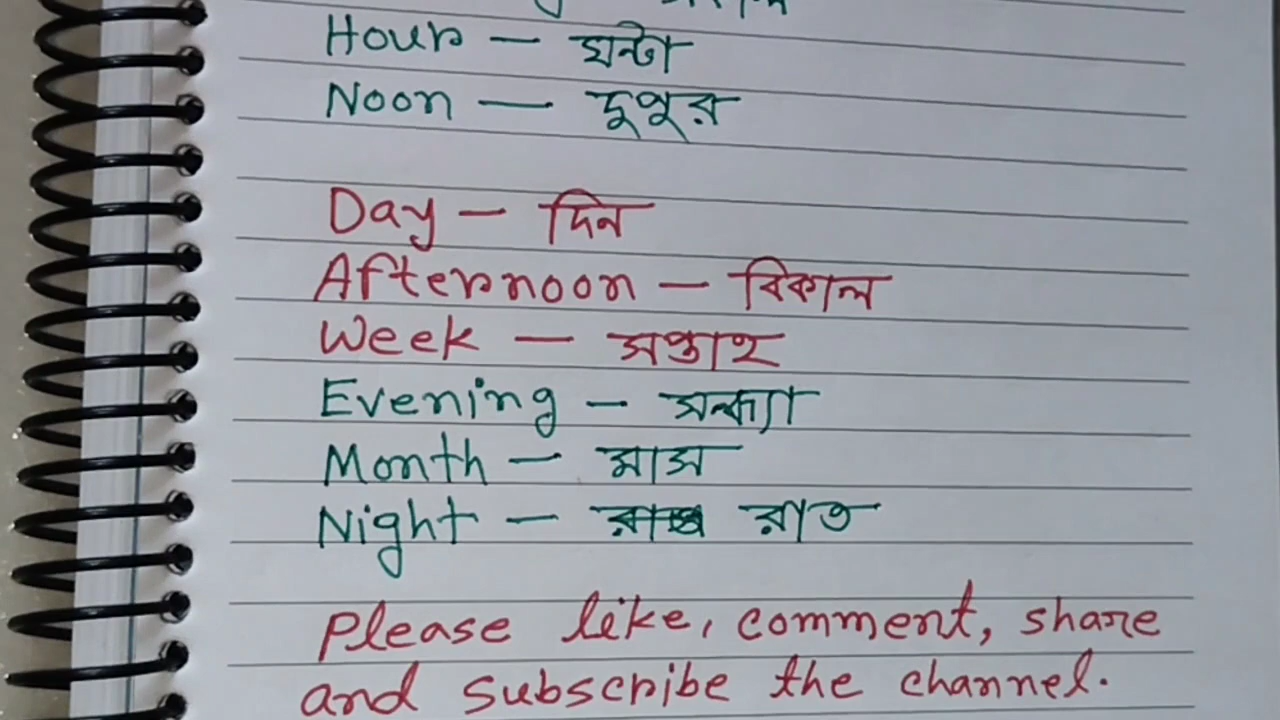 Hour - ঘন্টা
Noon - দুপুর
Day - দিন
Afternoon - বিকাল
Week - সপ্তাহ
Evening - সন্ধ্যা
Month - মাস
Night - রাত
Please like, comment, share
and subscribe the channel.